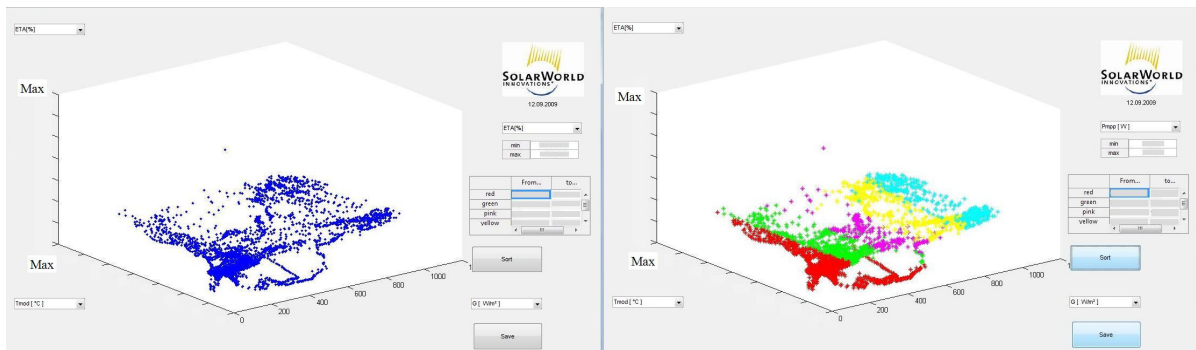 ETA[%]
SOLARWORLD
INNOVATIONS
12.09.2009
Max
ETA[%]
min
max
From... to...
red
green
pink
yellow
Sort
Max
0 200 400 600 800 1000
Tmod [ °C ]
G [ W/m² ]
Save
ETA[%]
SOLARWORLD
INNOVATIONS
12.09.2009
Max
Pmpp [ W ]
min
max
From... to...
red
green
pink
yellow
Sort
Max
0 200 400 600 800 1000
Tmod [ °C ]
G [ W/m² ]
Save